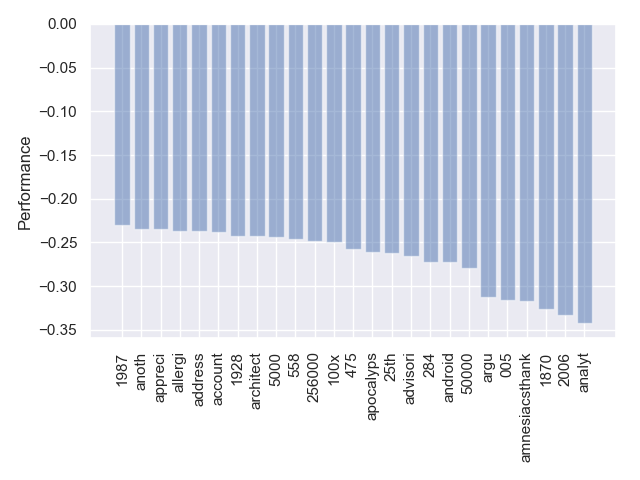 0.00
−0.05
−0.10
−0.15
−0.20
−0.25
−0.30
−0.35
Performance
1987
anoth
appreci
allergi
address
account
1928
architect
5000
558
256000
100x
475
apocalyps
25th
advisori
284
android
50000
argu
005
amnesiacsthank
1870
2006
analyt